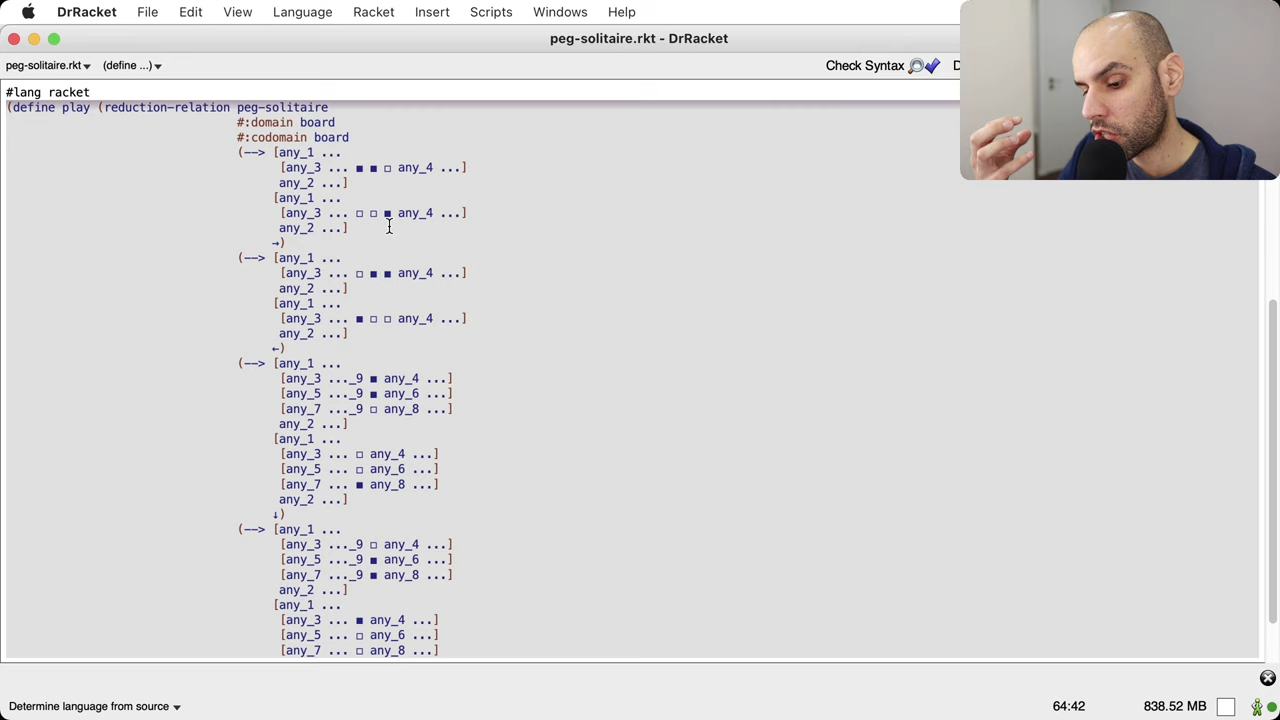 DrRacket File Edit View Language Racket Insert Scripts Windows Help
peg-solitaire.rkt - DrRacket
peg-solitaire.rkt (define ...) Check Syntax
#lang racket
(define play (reduction-relation peg-solitaire
#:domain board
#:codomain board
(--> [any_1 ...
[any_3 ... ■ ■ □ any_4 ...]
any_2 ...]
[any_1 ...
[any_3 ... □ □ ■ any_4 ...]
any_2 ...]
→)
(--> [any_1 ...
[any_3 ... □ ■ ■ any_4 ...]
any_2 ...]
[any_1 ...
[any_3 ... ■ □ □ any_4 ...]
any_2 ...]
←)
(--> [any_1 ...
[any_3 ..._9 ■ any_4 ...]
[any_5 ..._9 ■ any_6 ...]
[any_7 ..._9 □ any_8 ...]
any_2 ...]
[any_1 ...
[any_3 ... □ any_4 ...]
[any_5 ... □ any_6 ...]
[any_7 ... ■ any_8 ...]
any_2 ...]
↓)
(--> [any_1 ...
[any_3 ..._9 □ any_4 ...]
[any_5 ..._9 ■ any_6 ...]
[any_7 ..._9 ■ any_8 ...]
any_2 ...]
[any_1 ...
[any_3 ... ■ any_4 ...]
[any_5 ... □ any_6 ...]
[any_7 ... □ any_8 ...]
Determine language from source 64:42 838.52 MB